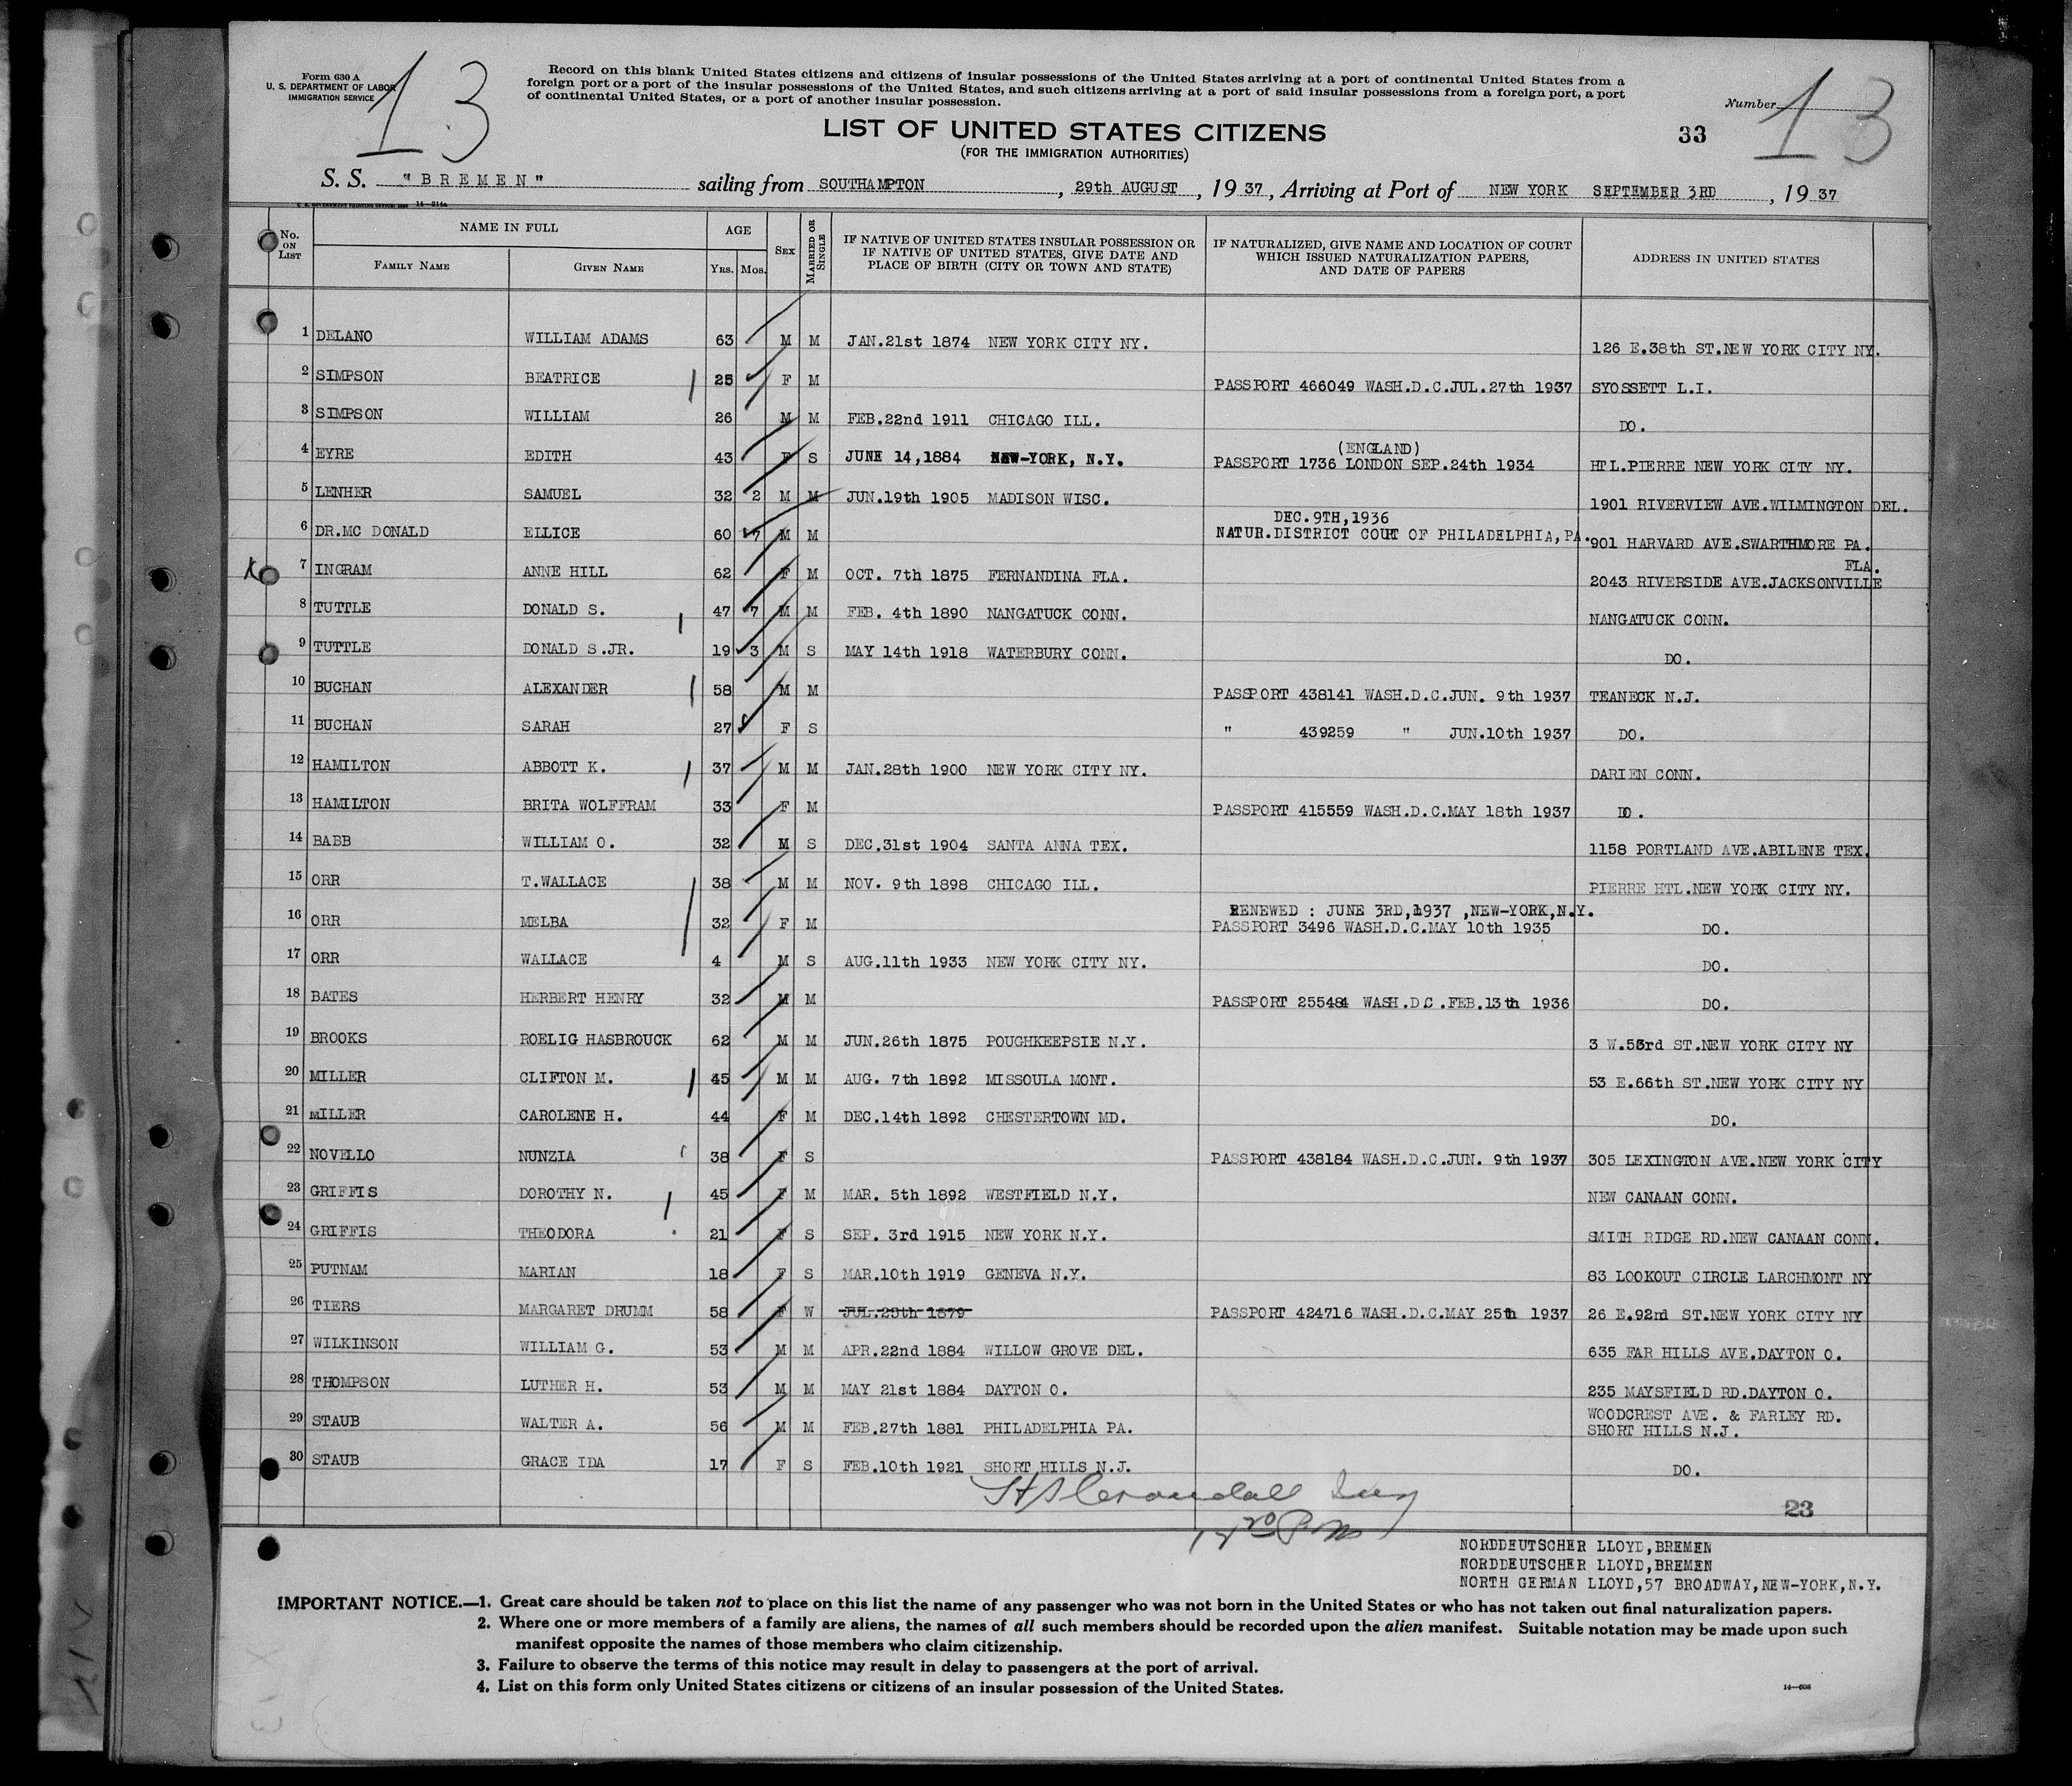 Form 630 A
U. S. DEPARTMENT OF LABOR
IMMIGRATION SERVICE
13
Record on this blank United States citizens and citizens of insular possessions of the United States arriving at a port of continental United States from a
foreign port or a port of the insular possessions of the United States, and such citizens arriving at a port of said insular possessions from a foreign port, a port
of continental United States, or a port of another insular possession.
Number 13
LIST OF UNITED STATES CITIZENS
33
(FOR THE IMMIGRATION AUTHORITIES)
S. S. "BREMEN" sailing from SOUTHAMPTON, 29th AUGUST, 1937, Arriving at Port of NEW YORK SEPTEMBER 3RD, 1937
14—214a
No. ON LIST NAME IN FULL AGE SEX MARRIED OR SINGLE IF NATIVE OF UNITED STATES INSULAR POSSESSION OR IF NATIVE OF UNITED STATES, GIVE DATE AND PLACE OF BIRTH (CITY OR TOWN AND STATE) IF NATURALIZED, GIVE NAME AND LOCATION OF COURT WHICH ISSUED NATURALIZATION PAPERS, AND DATE OF PAPERS ADDRESS IN UNITED STATES
FAMILY NAME GIVEN NAME YRS. MOS.
1 DELANO WILLIAM ADAMS 63 M M JAN.21st 1874 NEW YORK CITY NY. 126 E.38th ST.NEW YORK CITY NY.
2 SIMPSON BEATRICE 25 F M PASSPORT 466049 WASH.D.C.JUL.27th 1937 SYOSSETT L.I.
3 SIMPSON WILLIAM 26 M M FEB.22nd 1911 CHICAGO ILL. DO.
(ENGLAND)
4 EYRE EDITH 43 F S JUNE 14,1884 NEW-YORK, N.Y. PASSPORT 1736 LONDON SEP.24th 1934 HTL.PIERRE NEW YORK CITY NY.
5 LENHER SAMUEL 32 2 M M JUN.19th 1905 MADISON WISC. 1901 RIVERVIEW AVE.WILMINGTON DEL.
DEC.9TH,1936
6 DR.MC DONALD ELLICE 60 7 M M NATUR.DISTRICT COURT OF PHILADELPHIA,PA. 901 HARVARD AVE.SWARTHMORE PA.
FLA.
7 INGRAM ANNE HILL 62 F M OCT. 7th 1875 FERNANDINA FLA. 2043 RIVERSIDE AVE.JACKSONVILLE
8 TUTTLE DONALD S. 47 7 M M FEB. 4th 1890 NANGATUCK CONN. NANGATUCK CONN.
9 TUTTLE DONALD S.JR. 19 3 M S MAY 14th 1918 WATERBURY CONN. DO.
10 BUCHAN ALEXANDER 58 M M PASSPORT 438141 WASH.D.C.JUN. 9th 1937 TEANECK N.J.
11 BUCHAN SARAH 27 F S " 439259 " JUN.10th 1937 DO.
12 HAMILTON ABBOTT K. 37 M M JAN.28th 1900 NEW YORK CITY NY. DARIEN CONN.
13 HAMILTON BRITA WOLFFRAM 33 F M PASSPORT 415559 WASH.D.C.MAY 18th 1937 DO.
14 BABB WILLIAM O. 32 M S DEC.31st 1904 SANTA ANNA TEX. 1158 PORTLAND AVE.ABILENE TEX.
15 ORR T.WALLACE 38 M M NOV. 9th 1898 CHICAGO ILL. PIERRE HTL.NEW YORK CITY NY.
RENEWED : JUNE 3RD,1937 ,NEW-YORK,N.Y.
16 ORR MELBA 32 F M PASSPORT 3496 WASH.D.C.MAY 10th 1935 DO.
17 ORR WALLACE 4 M S AUG.11th 1933 NEW YORK CITY NY. DO.
18 BATES HERBERT HENRY 32 M M PASSPORT 255484 WASH.D.C.FEB.13th 1936 DO.
19 BROOKS ROELIG HASBROUCK 62 M M JUN.26th 1875 POUGHKEEPSIE N.Y. 3 W.53rd ST.NEW YORK CITY NY
20 MILLER CLIFTON M. 45 M M AUG. 7th 1892 MISSOULA MONT. 53 E.66th ST.NEW YORK CITY NY
21 MILLER CAROLENE H. 44 F M DEC.14th 1892 CHESTERTOWN MD. DO.
22 NOVELLO NUNZIA 38 F S PASSPORT 438184 WASH.D.C.JUN. 9th 1937 305 LEXINGTON AVE.NEW YORK CITY
23 GRIFFIS DOROTHY N. 45 F M MAR. 5th 1892 WESTFIELD N.Y. NEW CANAAN CONN.
24 GRIFFIS THEODORA 21 F S SEP. 3rd 1915 NEW YORK N.Y. SMITH RIDGE RD.NEW CANAAN CONN.
25 PUTNAM MARIAN 18 F S MAR.10th 1919 GENEVA N.Y. 83 LOOKOUT CIRCLE LARCHMONT NY
26 TIERS MARGARET DRUMM 58 F W JUL.25th 1879 PASSPORT 424716 WASH.D.C.MAY 25th 1937 26 E.92nd ST.NEW YORK CITY NY
27 WILKINSON WILLIAM G. 53 M M APR.22nd 1884 WILLOW GROVE DEL. 635 FAR HILLS AVE.DAYTON O.
28 THOMPSON LUTHER H. 53 M M MAY 21st 1884 DAYTON O. 235 MAYSFIELD RD.DAYTON O.
29 STAUB WALTER A. 56 M M FEB.27th 1881 PHILADELPHIA PA. WOODCREST AVE. & FARLEY RD.
SHORT HILLS N.J.
30 STAUB GRACE IDA 17 F S FEB.10th 1921 SHORT HILLS N.J. DO.
23
NORDDEUTSCHER LLOYD,BREMEN
NORDDEUTSCHER LLOYD,BREMEN
NORTH GERMAN LLOYD,57 BROADWAY,NEW-YORK,N.Y.
IMPORTANT NOTICE.—1. Great care should be taken not to place on this list the name of any passenger who was not born in the United States or who has not taken out final naturalization papers.
2. Where one or more members of a family are aliens, the names of all such members should be recorded upon the alien manifest. Suitable notation may be made upon such
manifest opposite the names of those members who claim citizenship.
3. Failure to observe the terms of this notice may result in delay to passengers at the port of arrival.
4. List on this form only United States citizens or citizens of an insular possession of the United States.